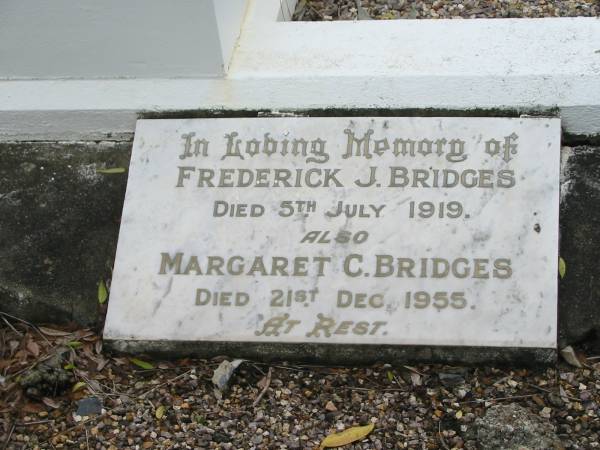 In Loving Memory of
FREDERICK J. BRIDGES
DIED 5TH JULY 1919.
ALSO
MARGARET C. BRIDGES
DIED 21ST DEC. 1955.
At Rest.